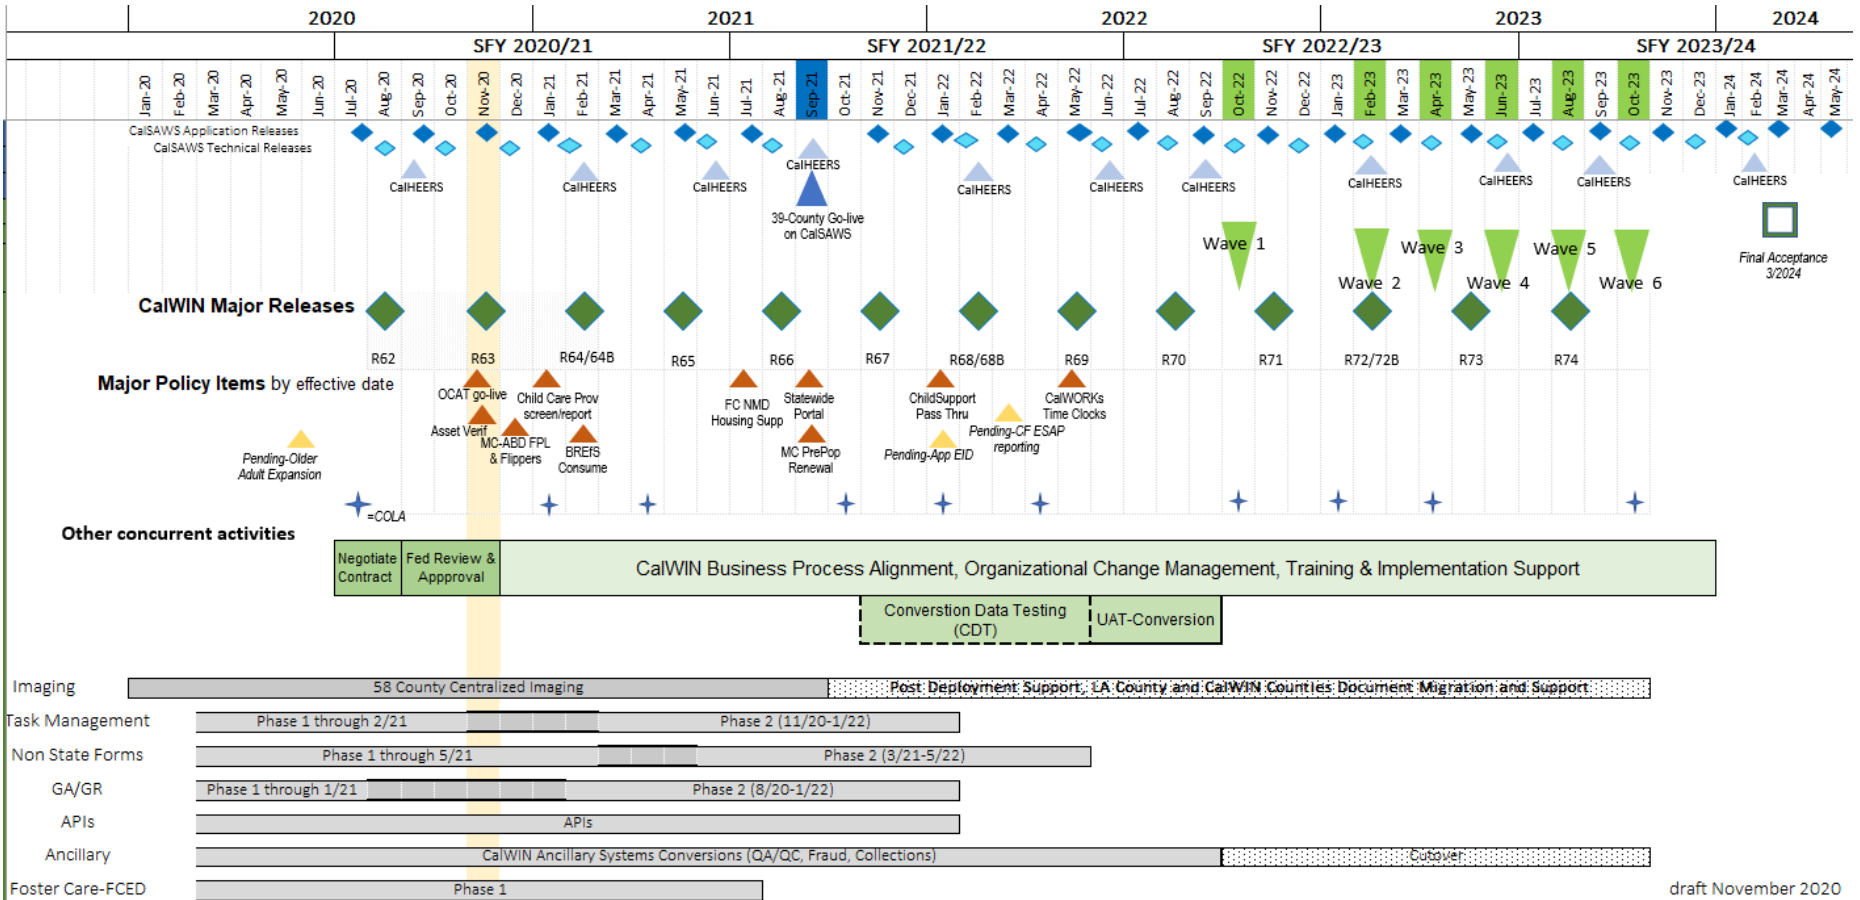 2020 2021 2022 2023 2024
SFY 2020/21 SFY 2021/22 SFY 2022/23 SFY 2023/24
Jan-20 Feb-20 Mar-20 Apr-20 May-20 Jun-20 Jul-20 Aug-20 Sep-20 Oct-20 Nov-20 Dec-20 Jan-21 Feb-21 Mar-21 Apr-21 May-21 Jun-21 Jul-21 Aug-21 Sep-21 Oct-21 Nov-21 Dec-21 Jan-22 Feb-22 Mar-22 Apr-22 May-22 Jun-22 Jul-22 Aug-22 Sep-22 Oct-22 Nov-22 Dec-22 Jan-23 Feb-23 Mar-23 Apr-23 May-23 Jun-23 Jul-23 Aug-23 Sep-23 Oct-23 Nov-23 Dec-23 Jan-24 Feb-24 Mar-24 Apr-24 May-24
CalSAWS Application Releases
CalSAWS Technical Releases
CalHEERS
CalHEERS CalHEERS CalHEERS CalHEERS CalHEERS CalHEERS CalHEERS CalHEERS CalHEERS CalHEERS
39-County Go-live
on CalSAWS
Wave 1 Wave 3 Wave 5
Wave 2 Wave 4 Wave 6
Final Acceptance
3/2024
CalWIN Major Releases
R62 R63 R64/64B R65 R66 R67 R68/68B R69 R70 R71 R72/72B R73 R74
Major Policy Items by effective date
OCAT go-live
Child Care Prov
screen/report
FC NMD
Housing Supp
Statewide
Portal
ChildSupport
Pass Thru
CalWORKs
Time Clocks
Asset Verif
MC-ABD FPL
& Flippers
BREfS
Consume
MC PrePop
Renewal
Pending-App EID
Pending-CF ESAP
reporting
Pending-Older
Adult Expansion
=COLA
Other concurrent activities
Negotiate
Contract
Fed Review &
Appproval
CalWIN Business Process Alignment, Organizational Change Management, Training & Implementation Support
Converstion Data Testing
(CDT)
UAT-Conversion
Imaging 58 County Centralized Imaging Post Deployment Support, LA County and CalWIN Counties Document Migration and Support
Task Management Phase 1 through 2/21 Phase 2 (11/20-1/22)
Non State Forms Phase 1 through 5/21 Phase 2 (3/21-5/22)
GA/GR Phase 1 through 1/21 Phase 2 (8/20-1/22)
APIs APIs
Ancillary CalWIN Ancillary Systems Conversions (QA/QC, Fraud, Collections) Cutover
Foster Care-FCED Phase 1
draft November 2020